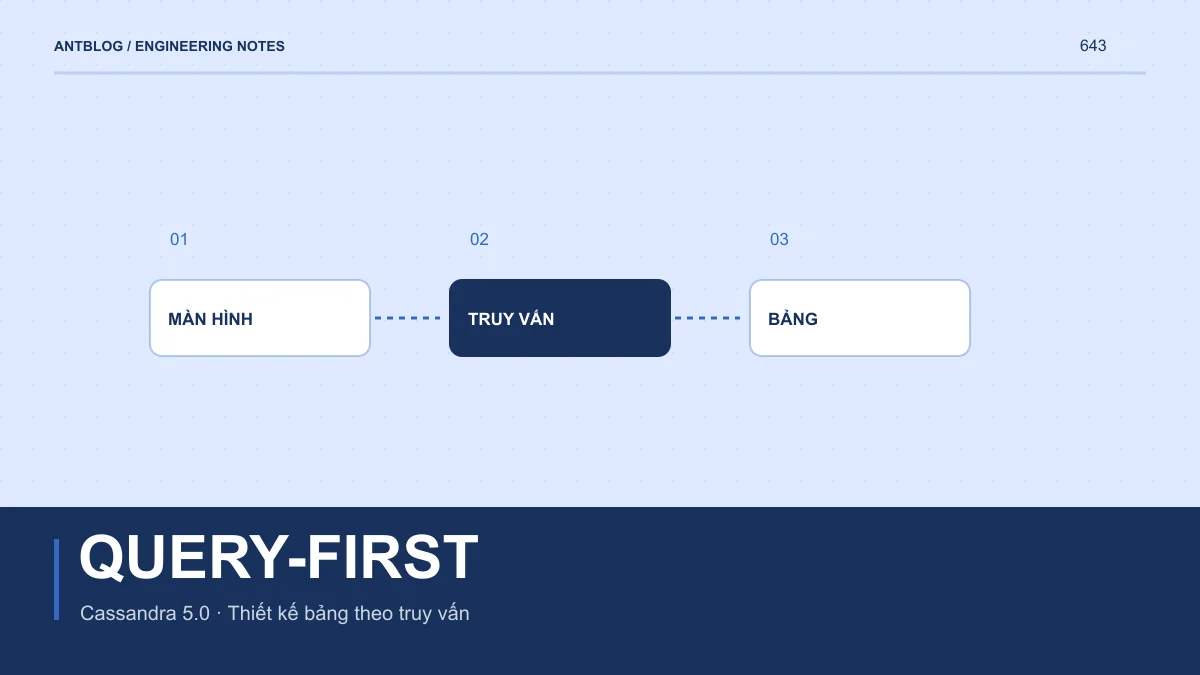 ANTBLOG / ENGINEERING NOTES
643
01
02
03
MÀN HÌNH
TRUY VẤN
BẢNG
QUERY-FIRST
Cassandra 5.0 · Thiết kế bảng theo truy vấn